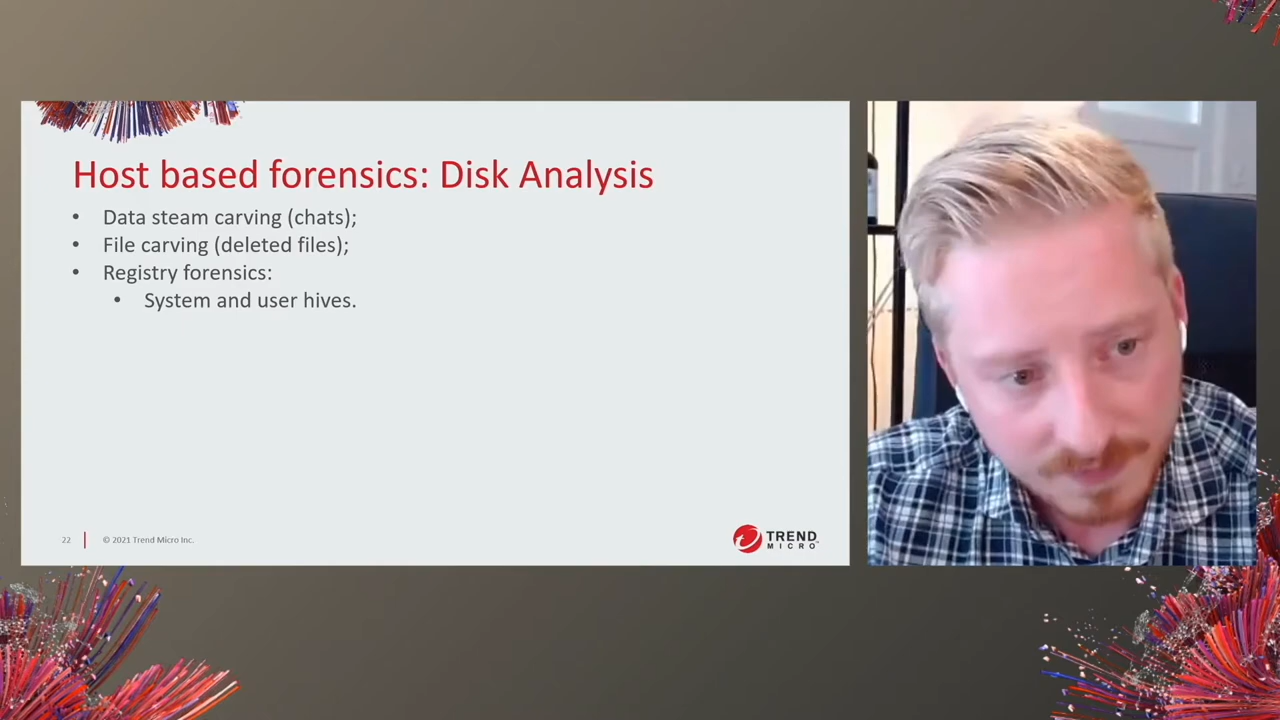 Host based forensics: Disk Analysis
• Data steam carving (chats);
• File carving (deleted files);
• Registry forensics:
• System and user hives.
22
© 2021 Trend Micro Inc.
TREND
MICRO